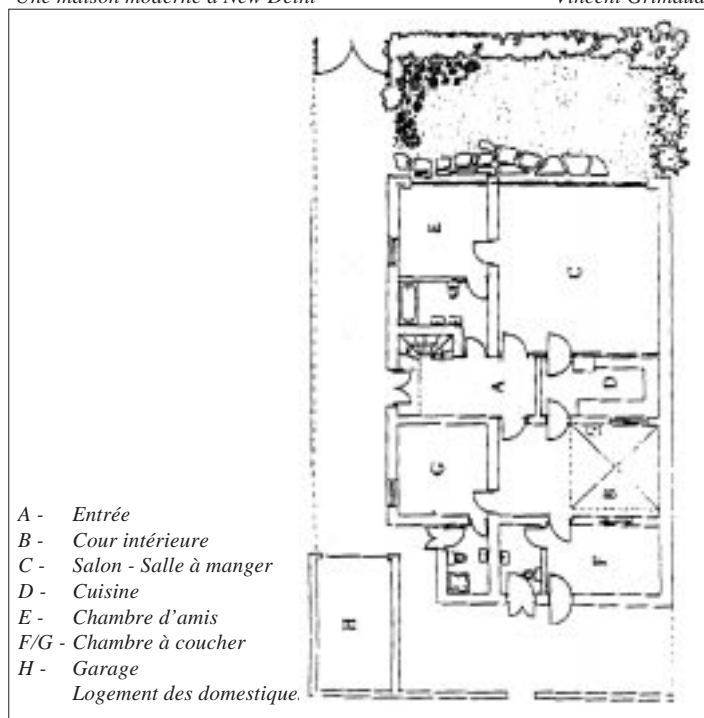 Une maison moderne à New Delhi Vincent Grimaud
E
C
A
D
G
B
F
H
A - Entrée
B - Cour intérieure
C - Salon - Salle à manger
D - Cuisine
E - Chambre d'amis
F/G - Chambre à coucher
H - Garage
Logement des domestique